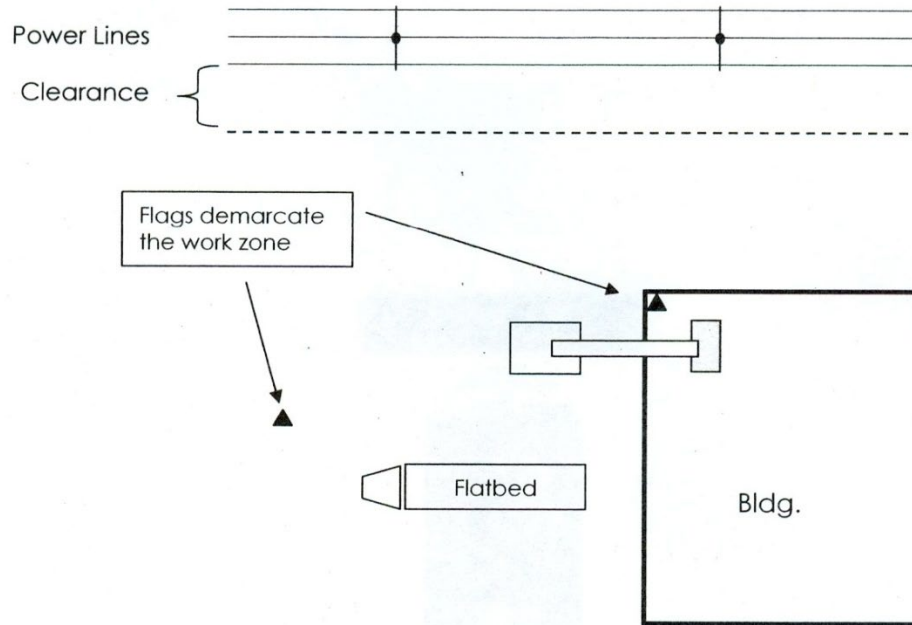 Power Lines
Clearance
Flags demarcate
the work zone
Flatbed
Bldg.